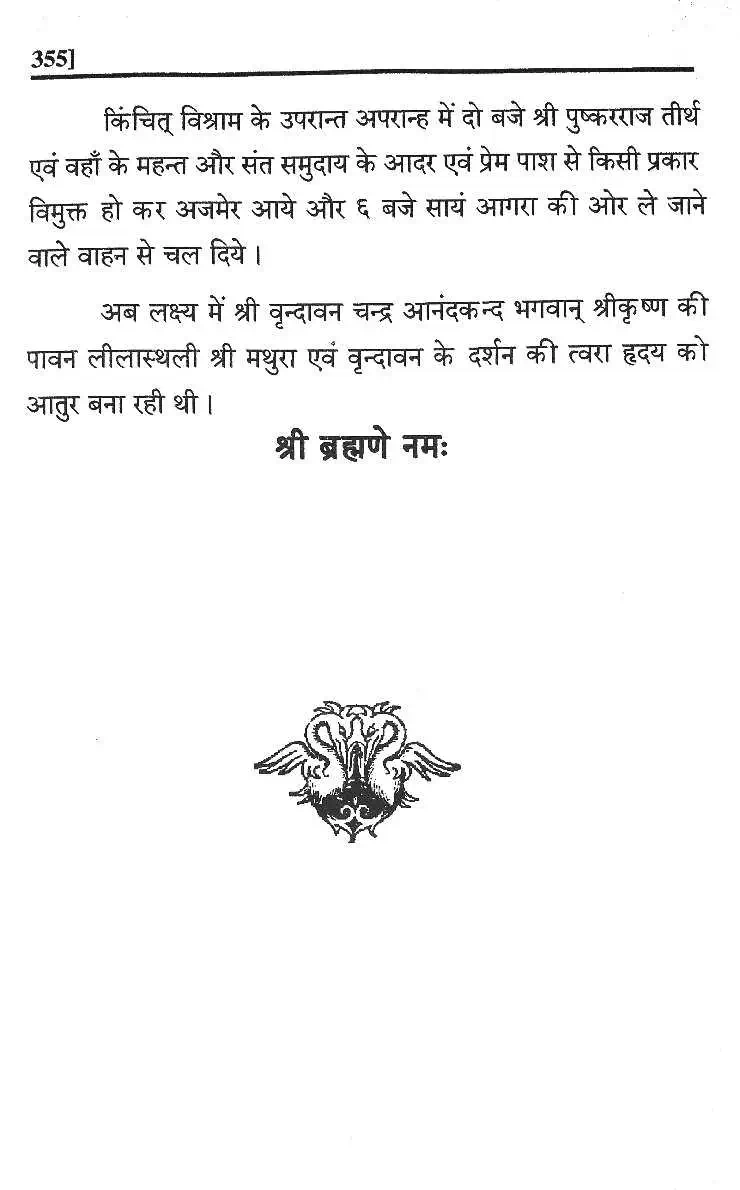 355]
किंचित् विश्राम के उपरान्त अपरान्ह में दो बजे श्री पुष्करराज तीर्थ
एवं वहाँ के महन्त और संत समुदाय के आदर एवं प्रेम पाश से किसी प्रकार
विमुक्त हो कर अजमेर आये और ६ बजे सायं आगरा की ओर ले जाने
वाले वाहन से चल दिये ।
अब लक्ष्य में श्री वृन्दावन चन्द्र आनंदकन्द भगवान् श्रीकृष्ण की
पावन लीलास्थली श्री मथुरा एवं वृन्दावन के दर्शन की त्वरा हृदय को
आतुर बना रही थी ।
श्री ब्रह्मणे नमः